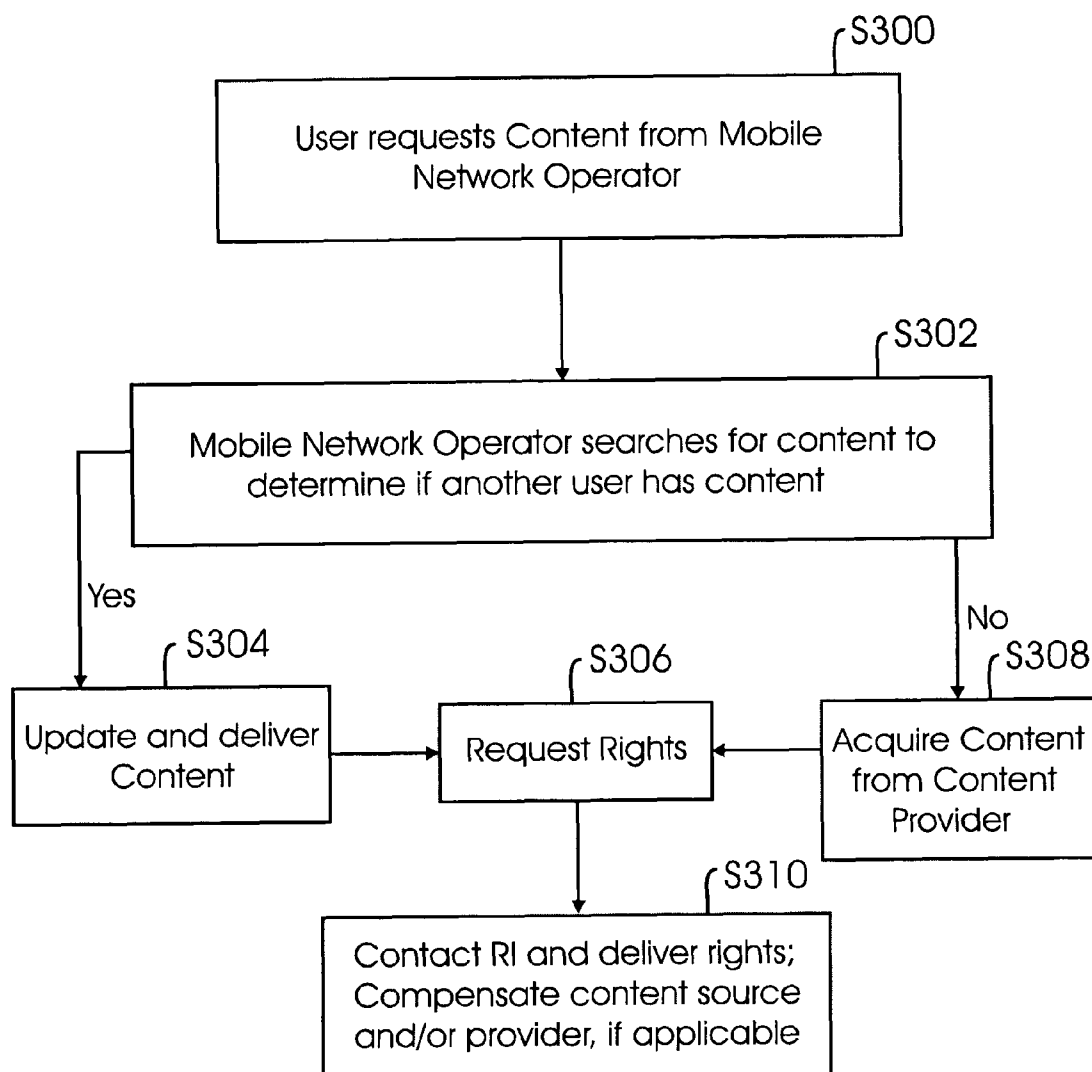 S300
User requests Content from Mobile
Network Operator
S302
Mobile Network Operator searches for content to
determine if another user has content
Yes
No
S304
S306
S308
Update and deliver
Content
Request Rights
Acquire Content
from Content
Provider
S310
Contact RI and deliver rights;
Compensate content source
and/or provider, if applicable